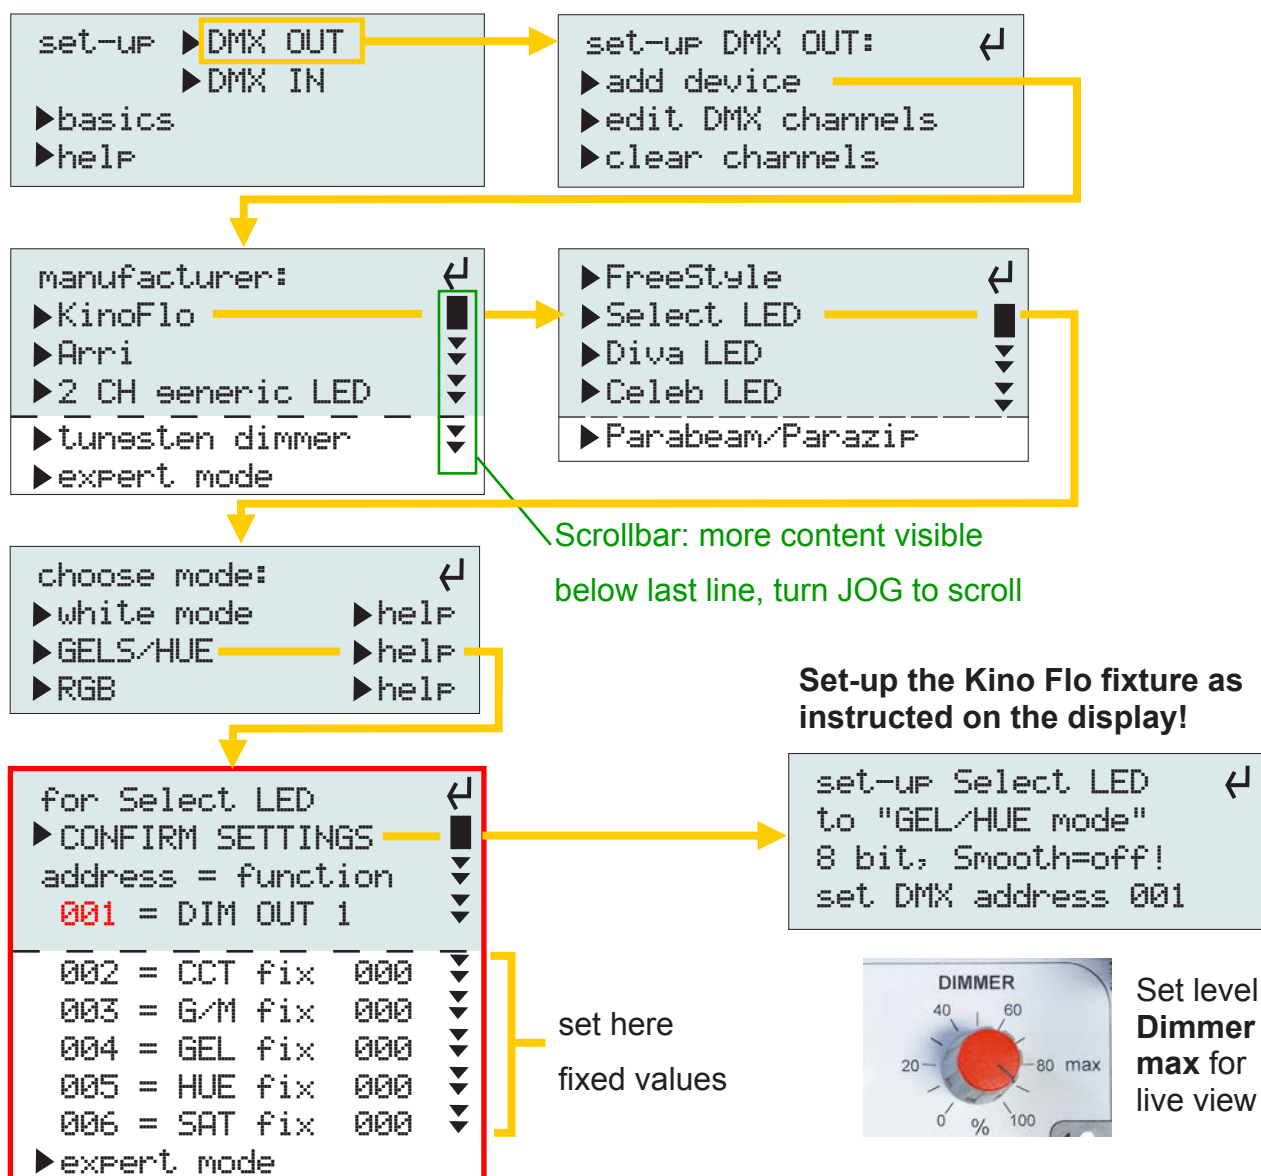 set-up ▶DMX OUT
▶DMX IN
▶basics
▶help
set-up DMX OUT: ↵
▶add device
▶edit DMX channels
▶clear channels
manufacturer: ↵
▶KinoFlo
▶Arri
▶2 CH generic LED
▶tungsten dimmer
▶expert mode
▶FreeStyle ↵
▶Select LED
▶Diva LED
▶Celeb LED
▶Parabeam/Parazip
Scrollbar: more content visible
below last line, turn JOG to scroll
choose mode: ↵
▶white mode ▶help
▶GELS/HUE ▶help
▶RGB ▶help
Set-up the Kino Flo fixture as
instructed on the display!
for Select LED ↵
▶CONFIRM SETTINGS
address = function
001 = DIM OUT 1
002 = CCT fix 000
003 = G/M fix 000
004 = GEL fix 000
005 = HUE fix 000
006 = SAT fix 000
▶expert mode
set here
fixed values
set-up Select LED ↵
to "GEL/HUE mode"
8 bit, Smooth=off!
set DMX address 001
DIMMER
40 60
20 80 max
0 % 100
Set level
Dimmer
max for
live view